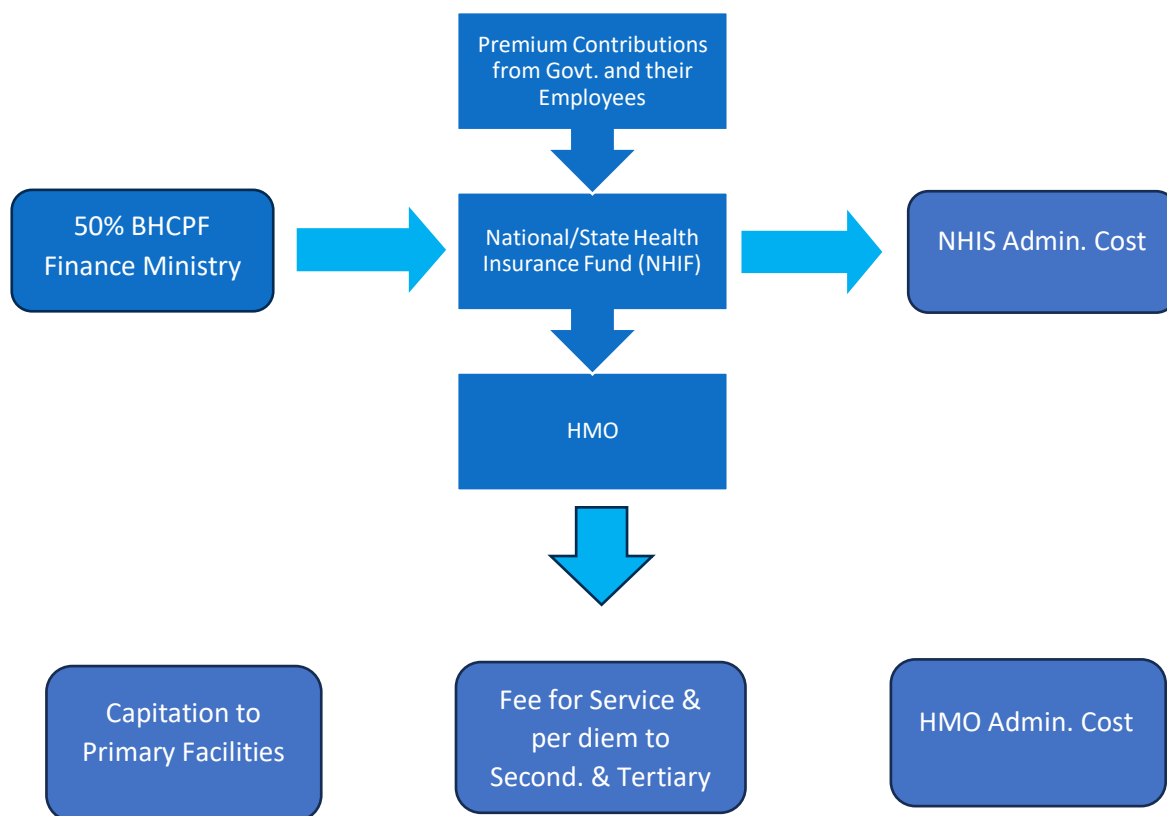 Premium Contributions
from Govt. and their
Employees
50% BHCPF
Finance Ministry
National/State Health
Insurance Fund (NHIF)
NHIS Admin. Cost
HMO
Capitation to
Primary Facilities
Fee for Service &
per diem to
Second. & Tertiary
HMO Admin. Cost